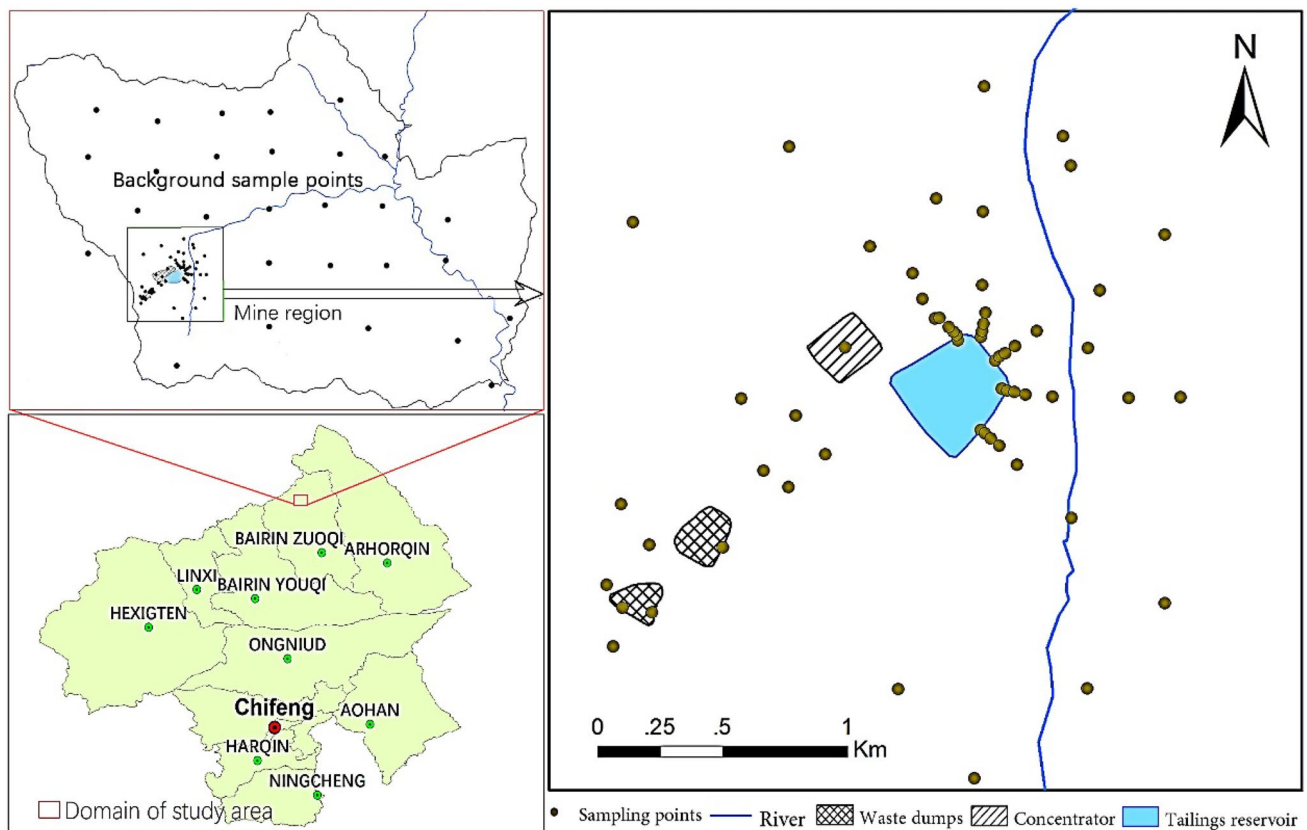 Background sample points
Mine region
BAIRIN ZUOQI
ARHORQIN
LINXI
BAIRIN YOUQI
HEXIGTEN
ONGNIUD
Chifeng
AOHAN
HARQIN
NINGCHENG
Domain of study area
N
0 .25 .5 1
Km
Sampling points River Waste dumps Concentrator Tailings reservoir